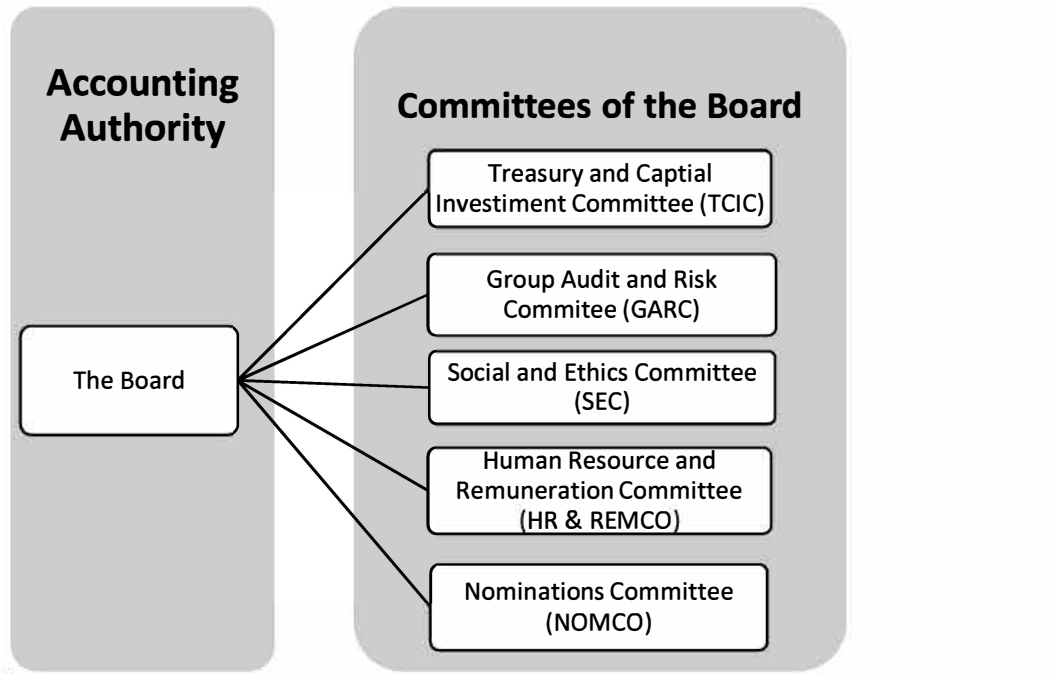 Accounting
Authority
The Board
Committees of the Board
Treasury and Captial
Investiment Committee (TCIC)
Group Audit and Risk
Commitee (GARC)
Social and Ethics Committee
(SEC)
Human Resource and
Remuneration Committee
(HR & REMCO)
Nominations Committee
(NOMCO)